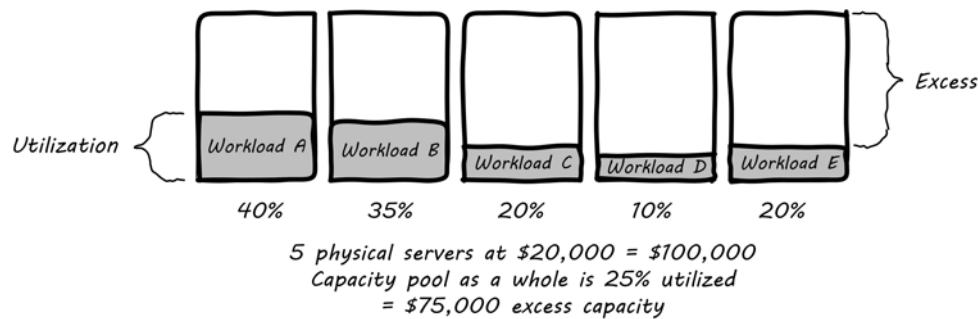 Excess
Utilization
Workload A
Workload B
Workload C
Workload D
Workload E
40%
35%
20%
10%
20%
5 physical servers at $20,000 = $100,000
Capacity pool as a whole is 25% utilized
= $75,000 excess capacity